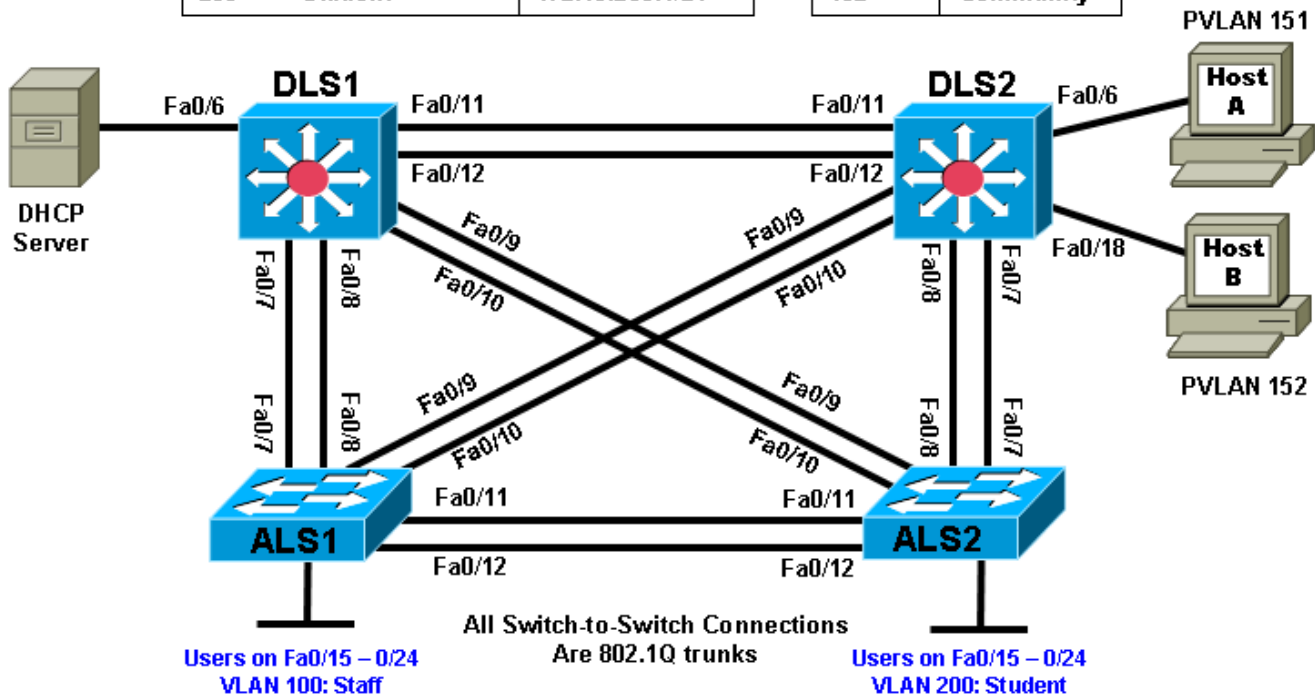 PVLAN 151
DLS1
DLS2
Fa0/6
Fa0/11
Fa0/11
Fa0/6
Host
A
Fa0/12
Fa0/12
DHCP
Server
Fa0/9
Fa0/9
Fa0/18
Host
B
Fa0/7
Fa0/8
Fa0/10
Fa0/10
Fa0/8
Fa0/7
PVLAN 152
Fa0/7
Fa0/8
Fa0/9
Fa0/10
Fa0/9
Fa0/10
Fa0/8
Fa0/7
Fa0/11
Fa0/11
ALS1
ALS2
Fa0/12
Fa0/12
All Switch-to-Switch Connections
Are 802.1Q trunks
Users on Fa0/15 – 0/24
VLAN 100: Staff
Users on Fa0/15 – 0/24
VLAN 200: Student